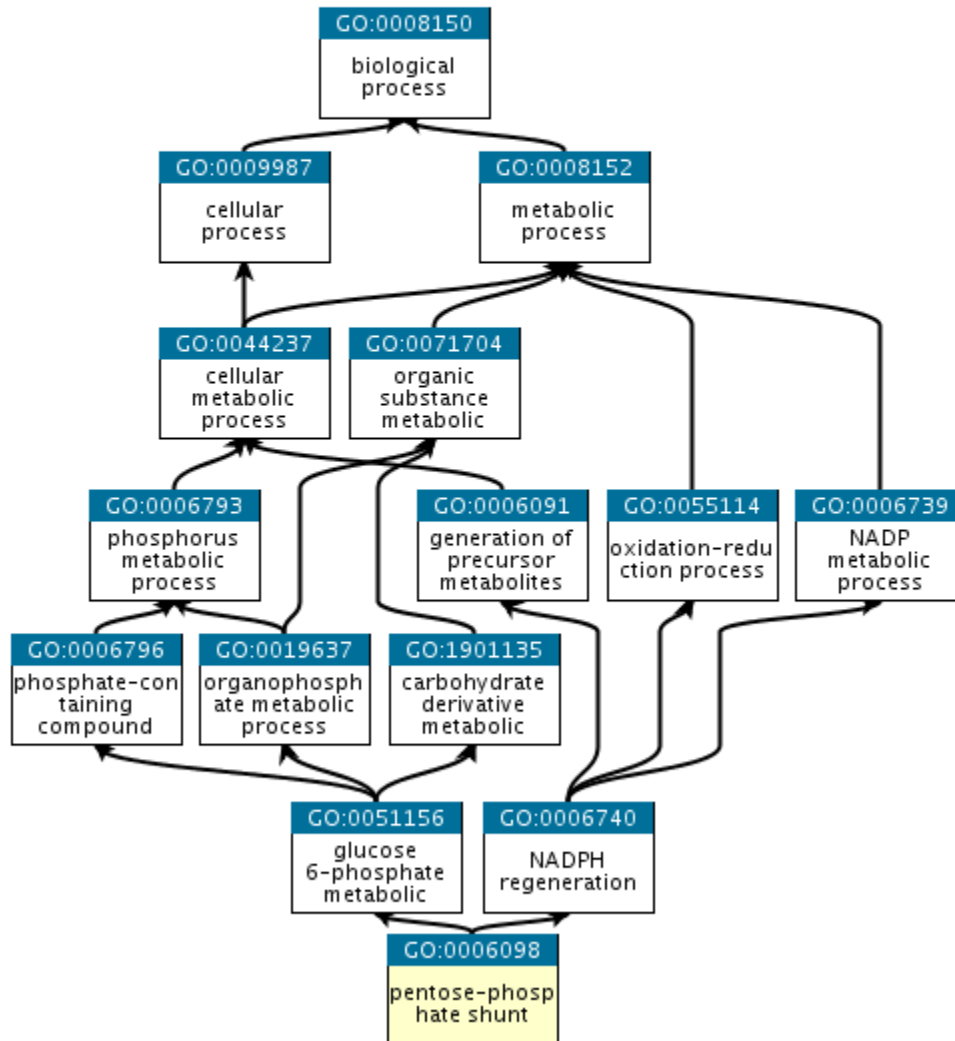 GO:0008150
biological
process
GO:0009987
cellular
process
GO:0008152
metabolic
process
GO:0044237
cellular
metabolic
process
GO:0071704
organic
substance
metabolic
GO:0006793
phosphorus
metabolic
process
GO:0006091
generation of
precursor
metabolites
GO:0055114
oxidation-redu
ction process
GO:0006739
NADP
metabolic
process
GO:0006796
phosphate-con
taining
compound
GO:0019637
organophosph
ate metabolic
process
GO:1901135
carbohydrate
derivative
metabolic
GO:0051156
glucose
6-phosphate
metabolic
GO:0006740
NADPH
regeneration
GO:0006098
pentose-phosp
hate shunt